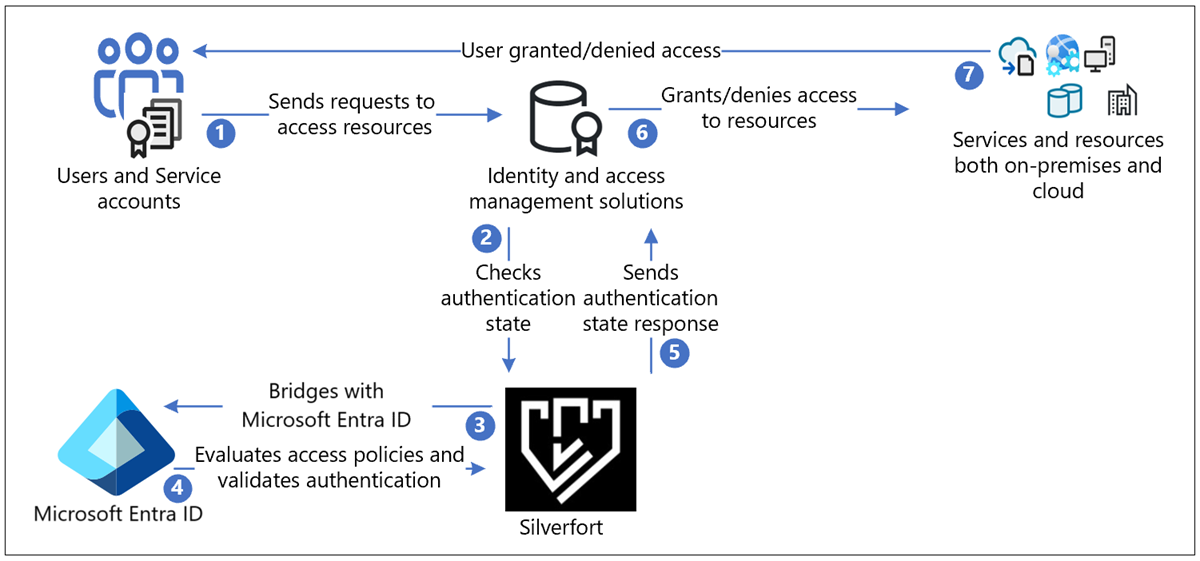 User granted/denied access
7
Sends requests to
access resources
1
Grants/denies access
to resources
6
Users and Service
accounts
Identity and access
management solutions
Services and resources
both on-premises and
cloud
2
Checks
authentication
state
Sends
authentication
state response
5
Bridges with
Microsoft Entra ID
3
Evaluates access policies and
validates authentication
4
Microsoft Entra ID
Silverfort